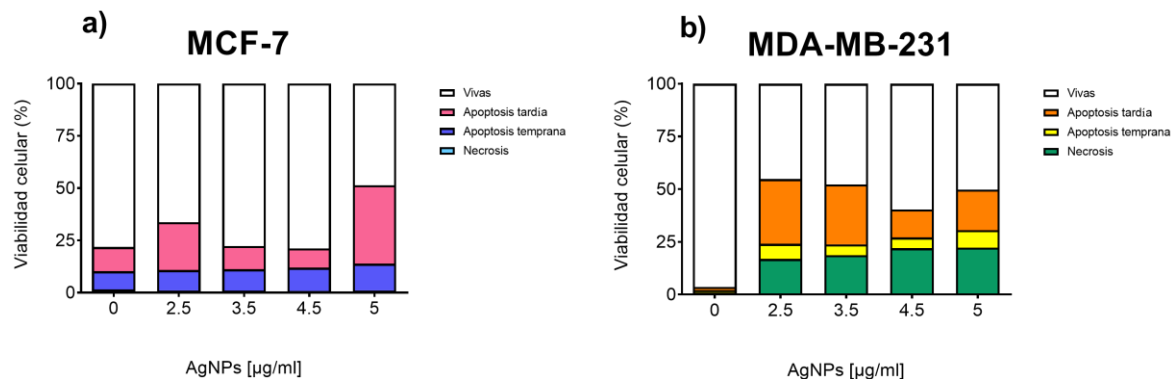 a)
MCF-7
Viabilidad celular (%)
100
75
50
25
0
0 2.5 3.5 4.5 5
AgNPs [µg/ml]
Vivas
Apoptosis tardia
Apoptosis temprana
Necrosis
b)
MDA-MB-231
Viabilidad celular (%)
100
75
50
25
0
0 2.5 3.5 4.5 5
AgNPs [µg/ml]
Vivas
Apoptosis tardia
Apoptosis temprana
Necrosis